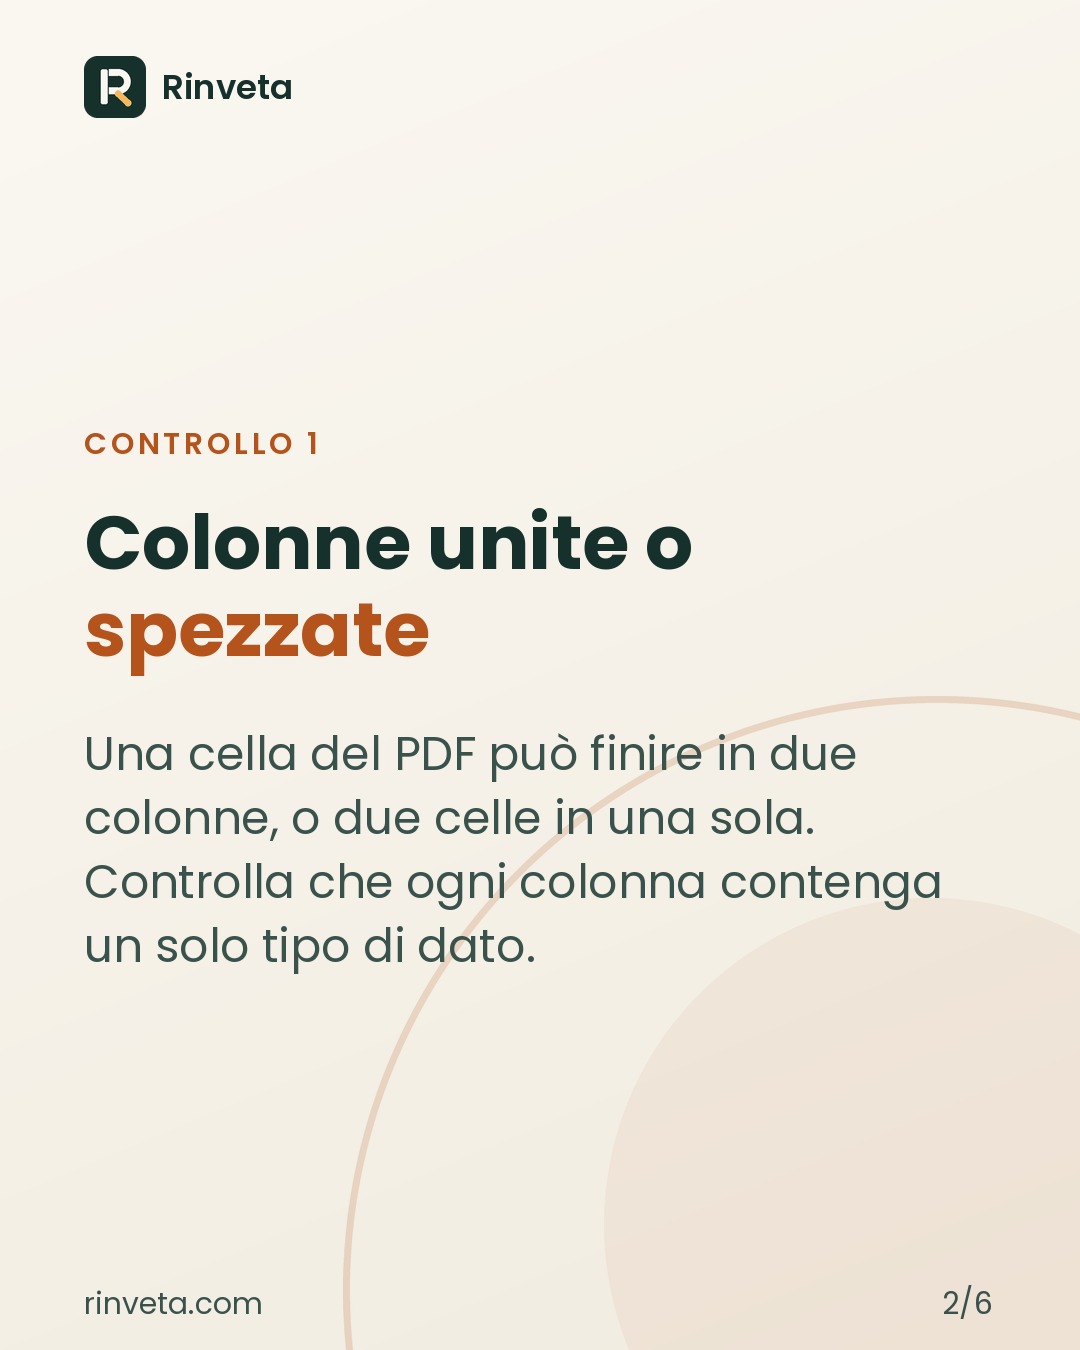 Rinveta
CONTROLLO 1
Colonne unite o
spezzate
Una cella del PDF può finire in due
colonne, o due celle in una sola.
Controlla che ogni colonna contenga
un solo tipo di dato.
rinveta.com
2/6